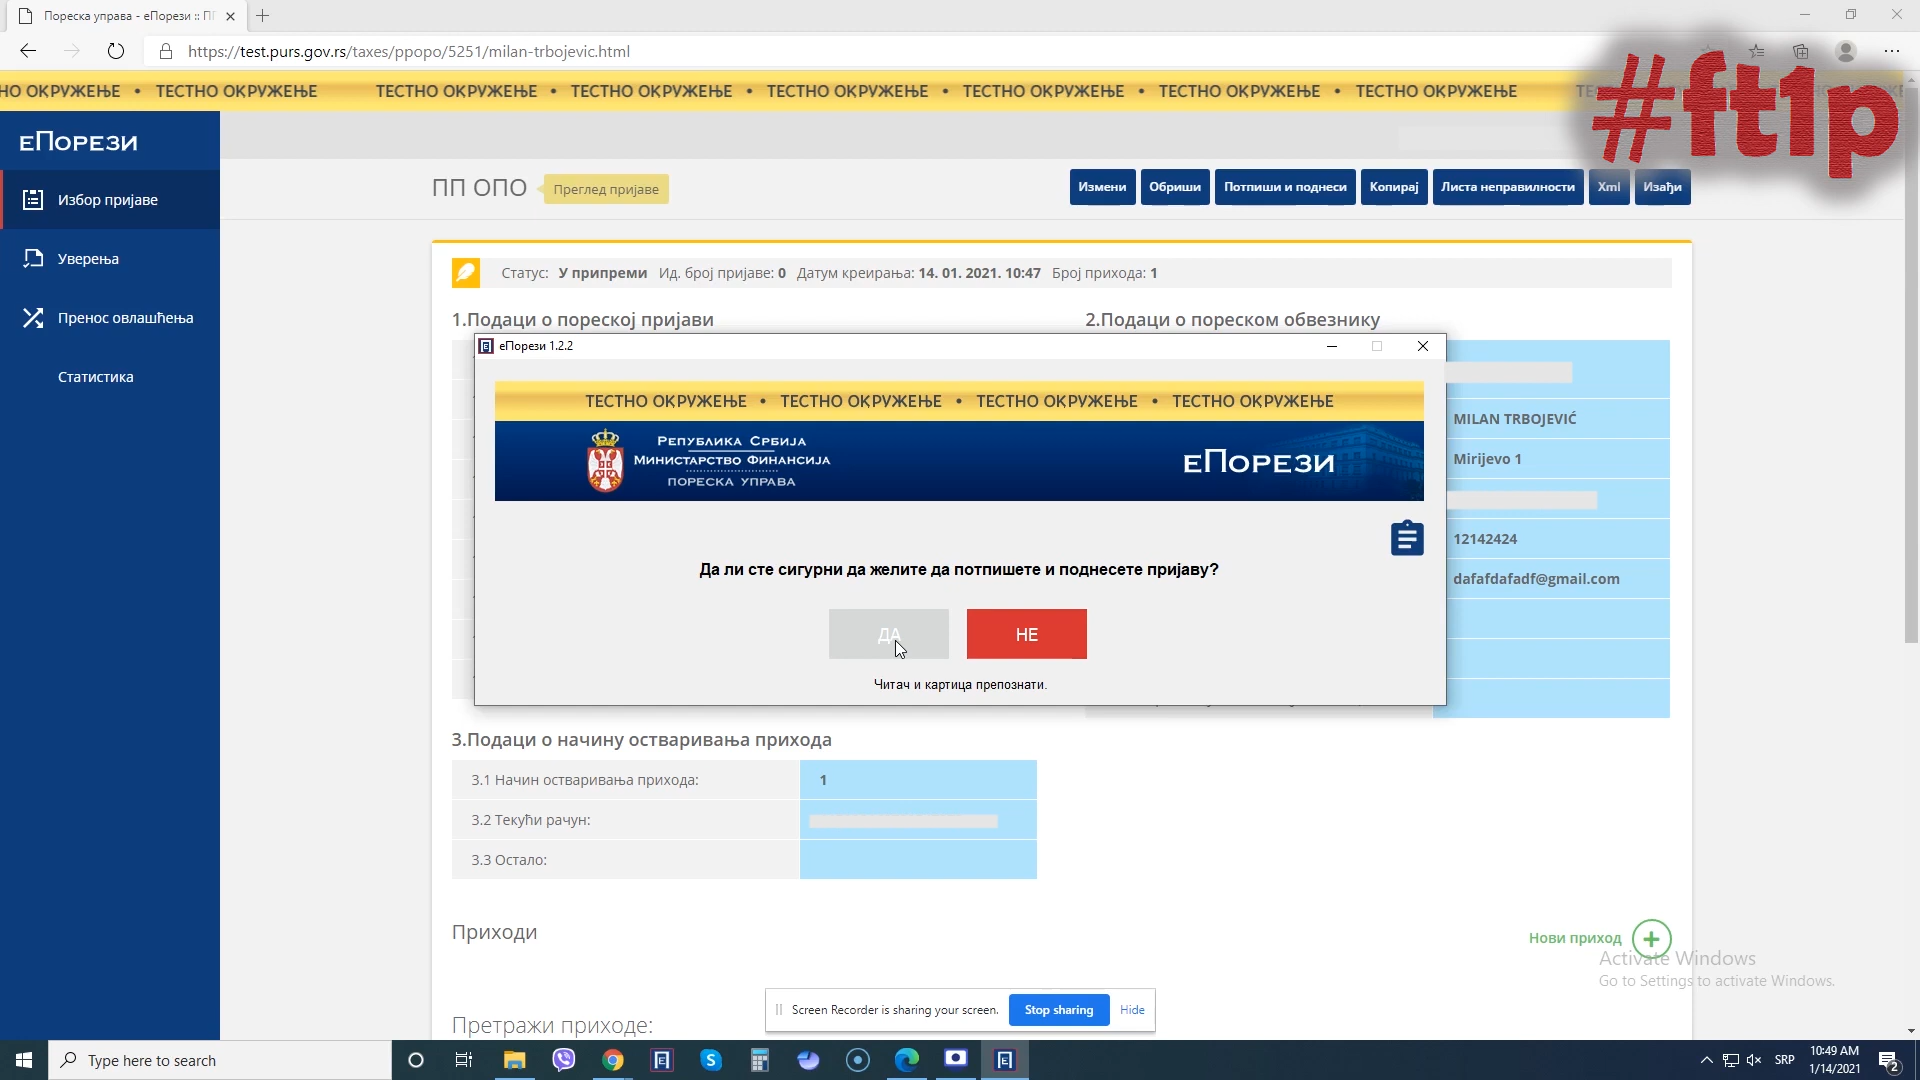 Пореска управа - еПорези :: ПП
https://test.purs.gov.rs/taxes/ppopo/5251/milan-trbojevic.html
НО ОКРУЖЕЊЕ • ТЕСТНО ОКРУЖЕЊЕ ТЕСТНО ОКРУЖЕЊЕ • ТЕСТНО ОКРУЖЕЊЕ • ТЕСТНО ОКРУЖЕЊЕ • ТЕСТНО ОКРУЖЕЊЕ • ТЕСТНО ОКРУЖЕЊЕ • ТЕСТНО ОКРУЖЕЊЕ
#ft1p
еПорези
Избор пријаве
Уверења
Пренос овлашћења
Статистика
ПП ОПО
Преглед пријаве
Измени Обриши Потпиши и поднеси Копирај Листа неправилности Xml Изађи
Статус: У припреми Ид. број пријаве: 0 Датум креирања: 14. 01. 2021. 10:47 Број прихода: 1
1.Подаци о пореској пријави
2.Подаци о пореском обвезнику
MILAN TRBOJEVIĆ
Mirijevo 1
12142424
dafafdafadf@gmail.com
еПорези 1.2.2
ТЕСТНО ОКРУЖЕЊЕ • ТЕСТНО ОКРУЖЕЊЕ • ТЕСТНО ОКРУЖЕЊЕ • ТЕСТНО ОКРУЖЕЊЕ
Република Србија
Министарство Финансија
ПОРЕСКА УПРАВА
еПорези
Да ли сте сигурни да желите да потпишете и поднесете пријаву?
ДА
НЕ
Читач и картица препознати.
3.Подаци о начину остваривања прихода
3.1 Начин остваривања прихода: 1
3.2 Текући рачун:
3.3 Остало:
Приходи
Нови приход
Activate Windows
Go to Settings to activate Windows.
Претражи приходе:
Screen Recorder is sharing your screen. Stop sharing Hide
Type here to search
SRP
10:49 AM
1/14/2021
2